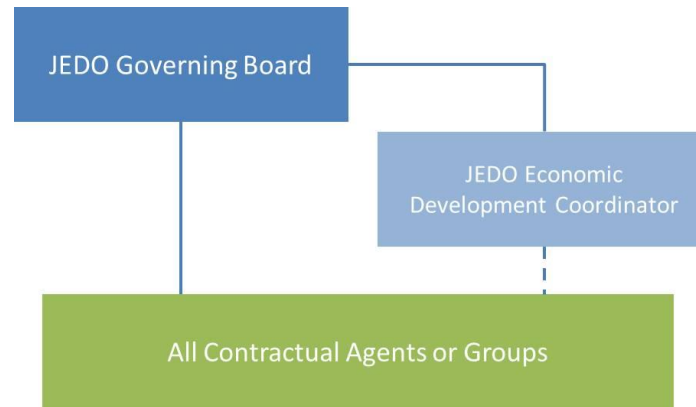 JEDO Governing Board
JEDO Economic
Development Coordinator
All Contractual Agents or Groups